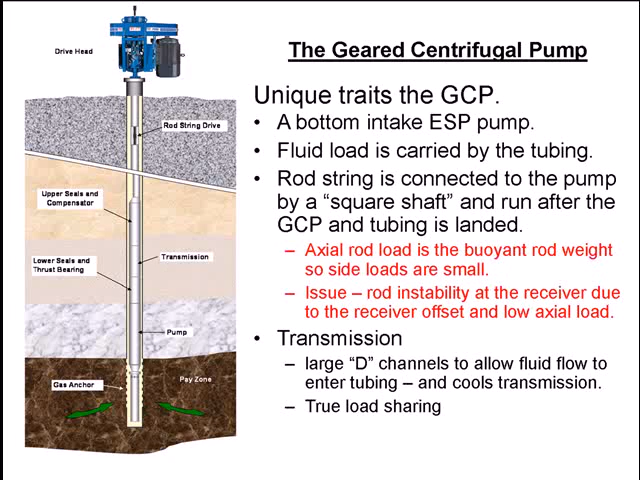 The Geared Centrifugal Pump
Drive Head
Rod String Drive
Upper Seals and
Compensator
Lower Seals and
Thrust Bearing
Transmission
Pump
Gas Anchor
Pay Zone
Unique traits the GCP.
• A bottom intake ESP pump.
• Fluid load is carried by the tubing.
• Rod string is connected to the pump
by a “square shaft” and run after the
GCP and tubing is landed.
– Axial rod load is the buoyant rod weight
so side loads are small.
– Issue – rod instability at the receiver due
to the receiver offset and low axial load.
• Transmission
– large “D” channels to allow fluid flow to
enter tubing – and cools transmission.
– True load sharing